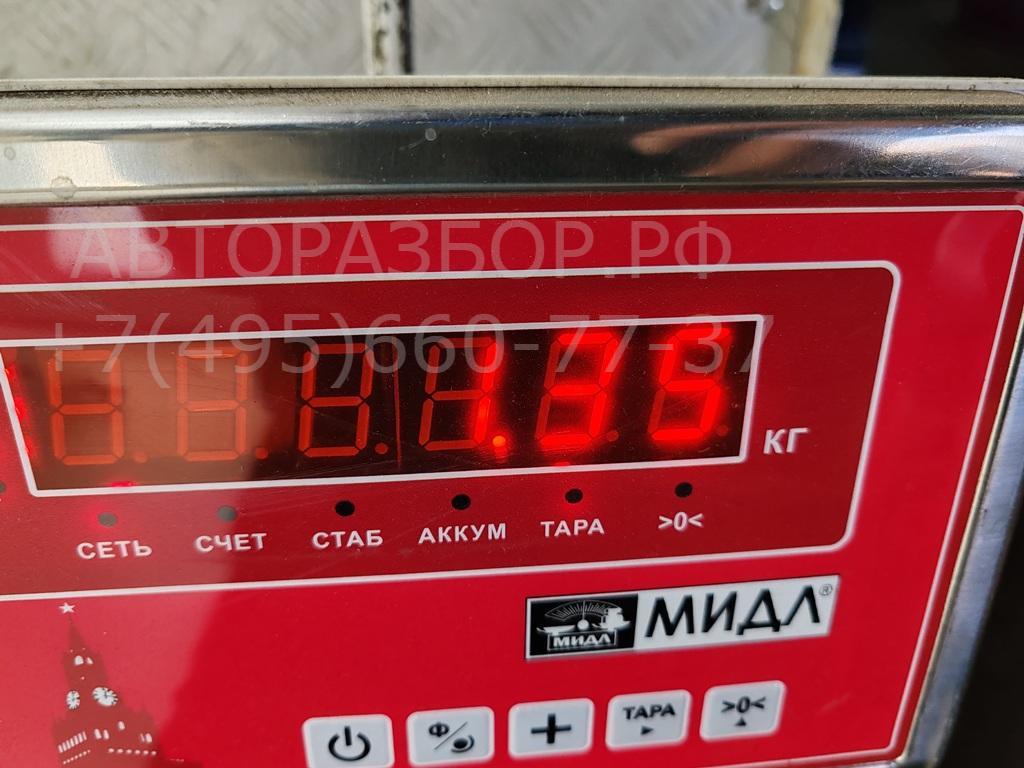 АВТОРАЗБОР.РФ
+7(495)660-77-37
1.35
КГ
СЕТЬ СЧЕТ СТАБ АККУМ ТАРА >0<
МИДЛ МИДЛ®
Ф + ТАРА >0<